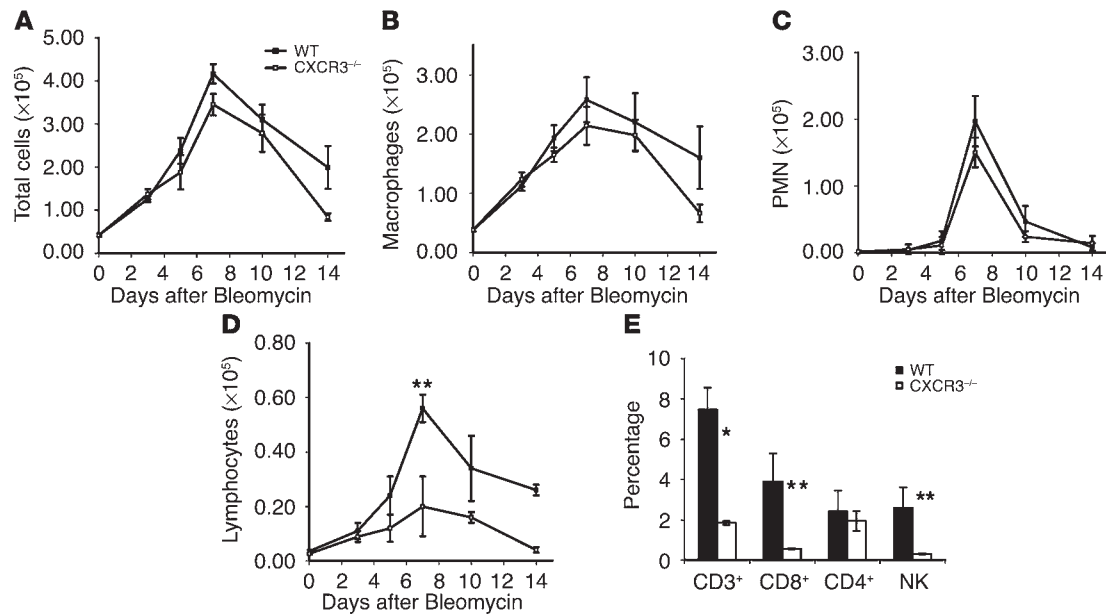 A
Total cells (×10⁵)
5.00
4.00
3.00
2.00
1.00
0.00
WT
CXCR3⁻/⁻
0 2 4 6 8 10 12 14
Days after Bleomycin
B
Macrophages (×10⁵)
3.00
2.00
1.00
0.00
0 2 4 6 8 10 12 14
Days after Bleomycin
C
PMN (×10⁵)
3.00
2.00
1.00
0.00
0 2 4 6 8 10 12 14
Days after Bleomycin
D
Lymphocytes (×10⁵)
0.80
0.60
0.40
0.20
0.00
**
0 2 4 6 8 10 12 14
Days after Bleomycin
E
Percentage
10
8
6
4
2
0
WT
CXCR3⁻/⁻
*
**
**
CD3⁺ CD8⁺ CD4⁺ NK